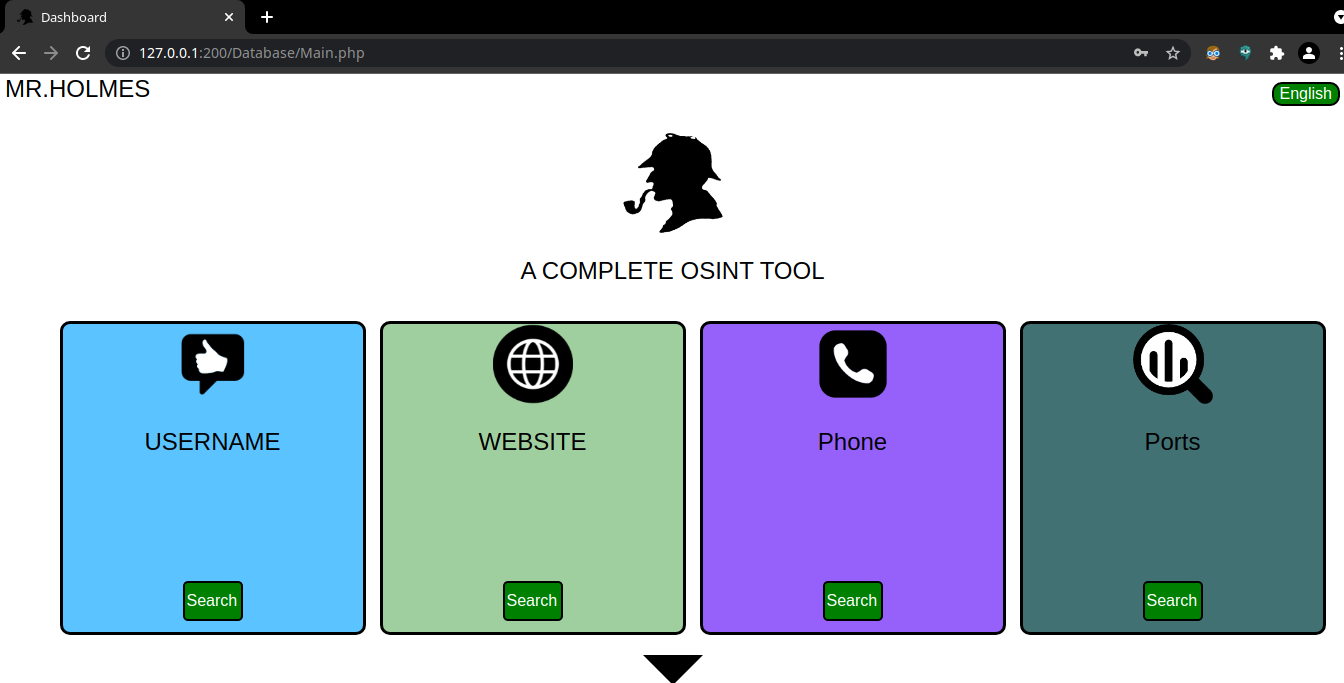 Dashboard
127.0.0.1:200/Database/Main.php
MR.HOLMES
English
A COMPLETE OSINT TOOL
USERNAME
WEBSITE
Phone
Ports
Search
Search
Search
Search